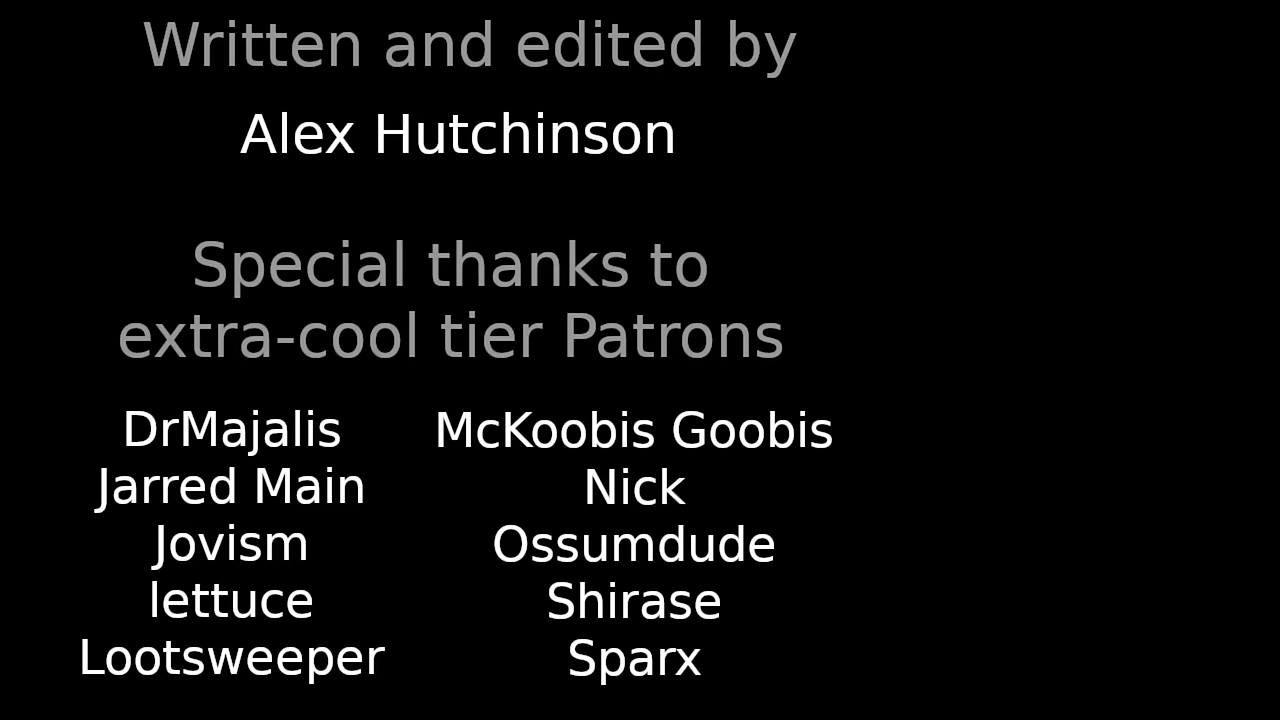 Written and edited by
Alex Hutchinson
Special thanks to
extra-cool tier Patrons
DrMajalis
Jarred Main
Jovism
lettuce
Lootsweeper
McKoobis Goobis
Nick
Ossumdude
Shirase
Sparx